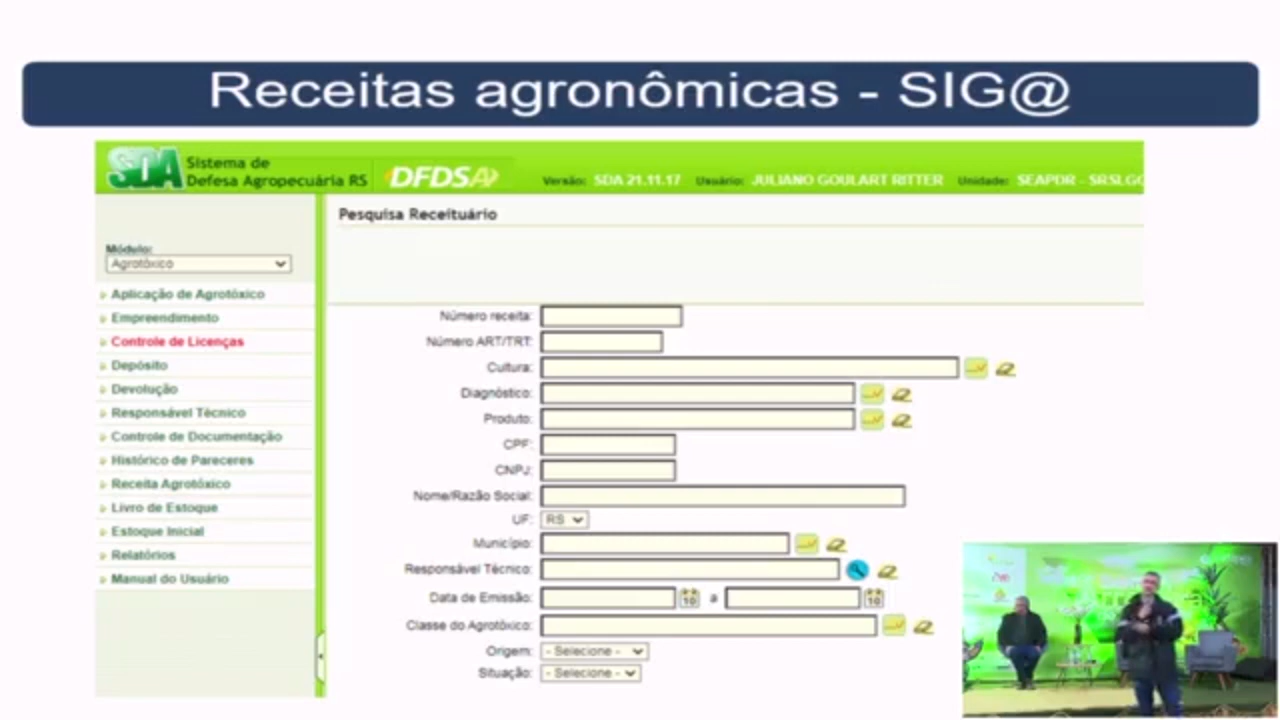 Receitas agronômicas - SIG@
SDA Sistema de
Defesa Agropecuária RS DFDSA
Versão: SDA 21.11.17 Usuário: JULIANO GOULART RITTER Unidade: SEAPDR - SRSLGO
Pesquisa Receituário
Módulo:
Agrotóxico
Aplicação de Agrotóxico
Empreendimento
Controle de Licenças
Depósito
Devolução
Responsável Técnico
Controle de Documentação
Histórico de Pareceres
Receita Agrotóxico
Livro de Estoque
Estoque Inicial
Relatórios
Manual do Usuário
Número receita:
Número ART/TRT:
Cultura:
Diagnóstico:
Produto:
CPF:
CNPJ:
Nome/Razão Social:
UF: RS
Município:
Responsável Técnico:
Data de Emissão: 10 a 10
Classe do Agrotóxico:
Origem: - Selecione -
Situação: - Selecione -